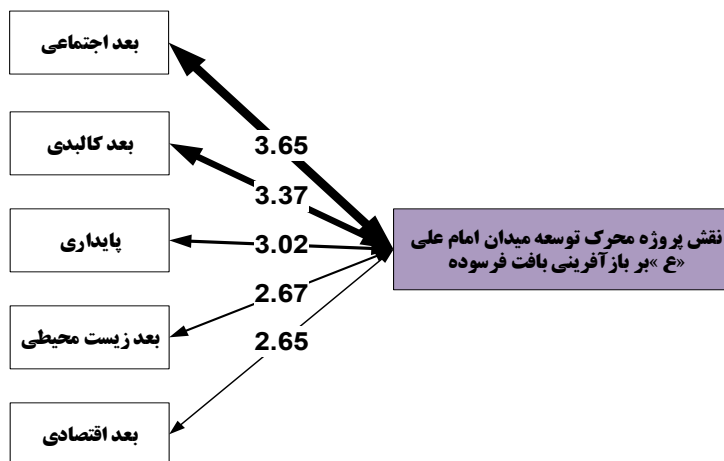 بعد اجتماعی
3.65
بعد کالبدی
3.37
پایداری
3.02
نقش پروژه محرک توسعه میدان امام علی
«ع »بر بازآفرینی بافت فرسوده
2.67
بعد زیست محیطی
2.65
بعد اقتصادی